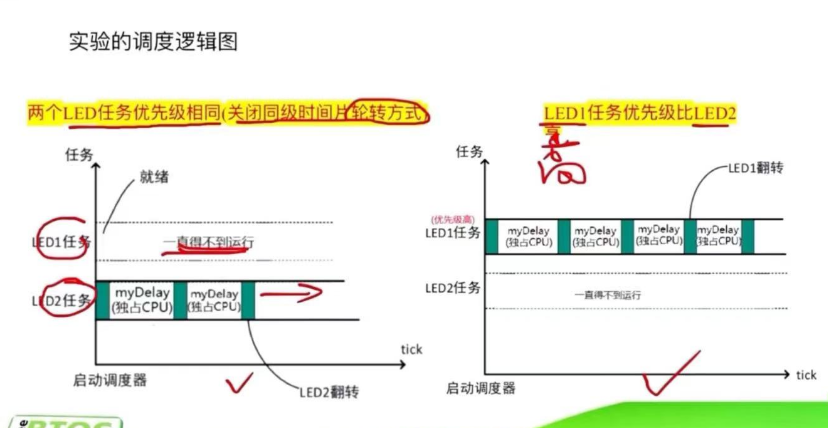 实验的调度逻辑图
两个LED任务优先级相同(关闭同级时间片轮转方式)
任务
就绪
LED1任务
一直得不到运行
LED2任务
myDelay
(独占CPU)
myDelay
(独占CPU)
tick
启动调度器
LED2翻转
LED1任务优先级比LED2
高
高
任务
LED1翻转
(优先级高)
LED1任务
myDelay
(独占CPU)
myDelay
(独占CPU)
myDelay
(独占CPU)
myDelay
(独占CPU)
LED2任务
一直得不到运行
tick
启动调度器